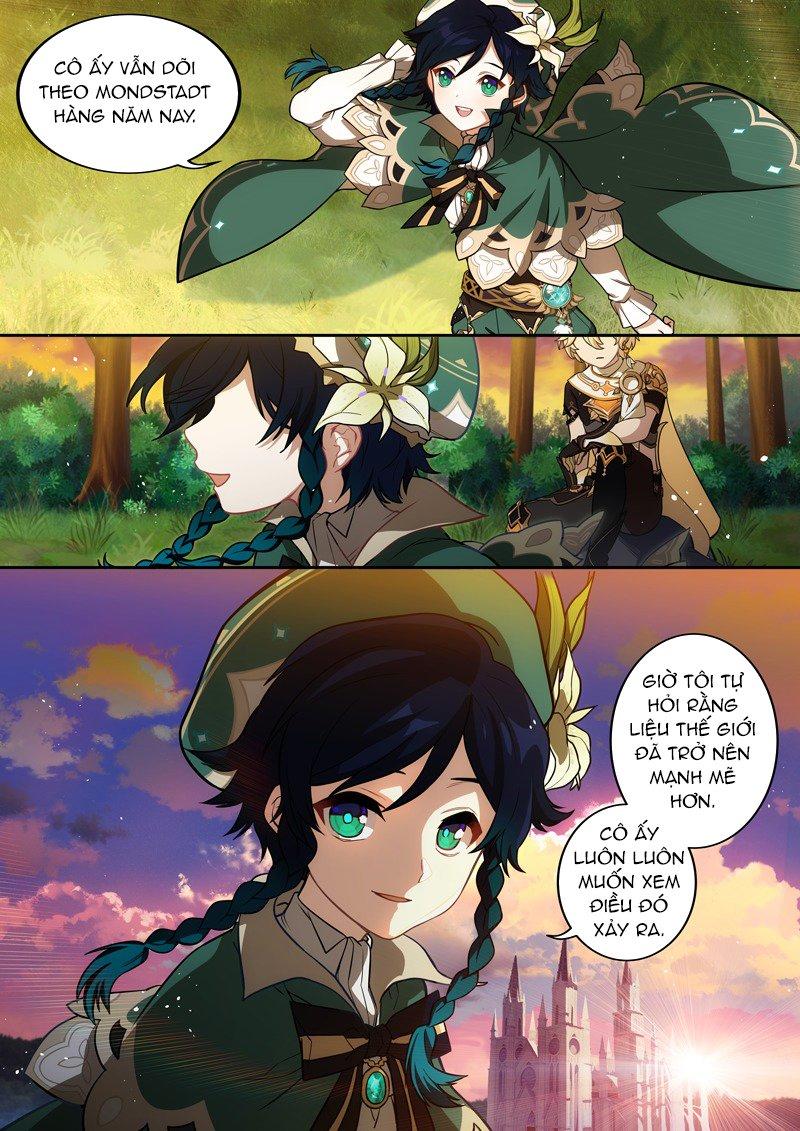 CÔ ẤY VẪN DÕI
THEO MONDSTADT
HÀNG NĂM NAY.
GIỜ TÔI TỰ
HỎI RẰNG
LIỆU THẾ GIỚI
ĐÃ TRỞ NÊN
MẠNH MẼ
HƠN.
CÔ ẤY
LUÔN LUÔN
MUỐN XEM
ĐIỀU ĐÓ
XẢY RA.